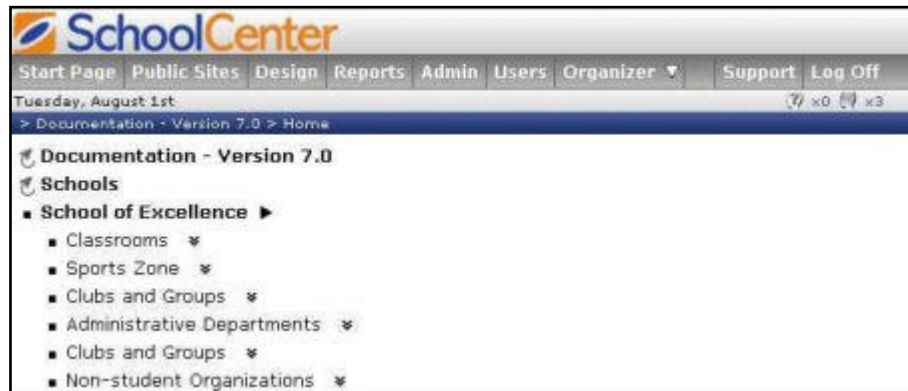 SchoolCenter
Start Page Public Sites Design Reports Admin Users Organizer ▼ Support Log Off
Tuesday, August 1st x0 x3
> Documentation - Version 7.0 > Home
Documentation - Version 7.0
Schools
▪ School of Excellence ►
▪ Classrooms
▪ Sports Zone
▪ Clubs and Groups
▪ Administrative Departments
▪ Clubs and Groups
▪ Non-student Organizations